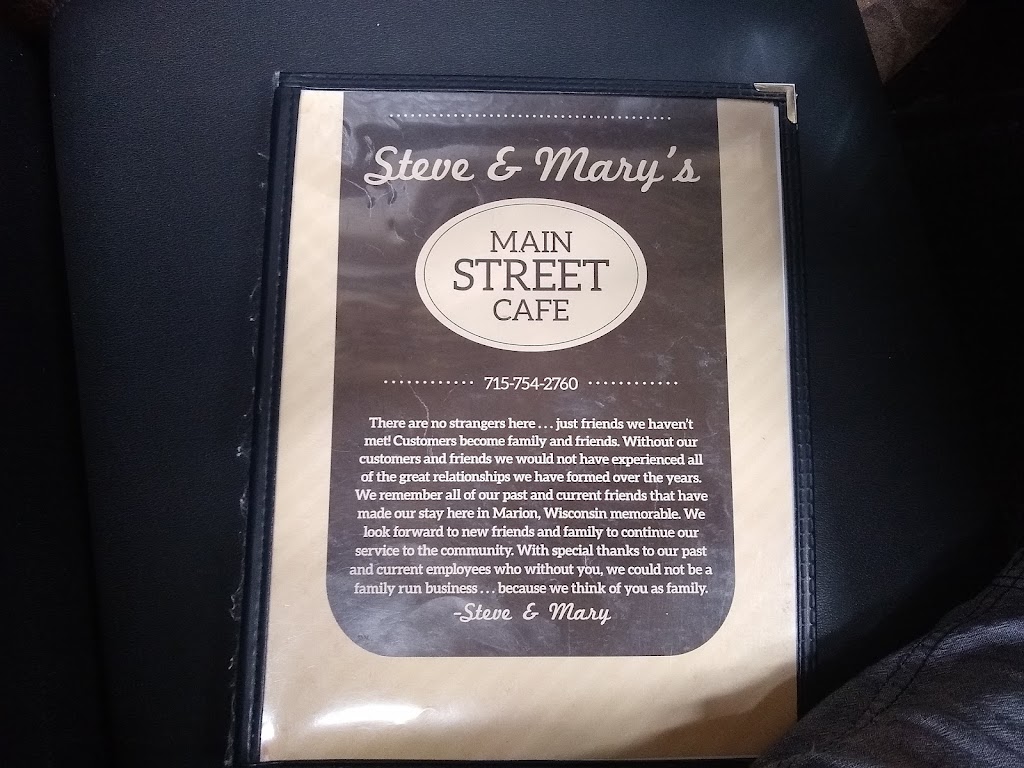 Steve & Mary's
MAIN
STREET
CAFE
715-754-2760
There are no strangers here . . . just friends we haven't
met! Customers become family and friends. Without our
customers and friends we would not have experienced all
of the great relationships we have formed over the years.
We remember all of our past and current friends that have
made our stay here in Marion, Wisconsin memorable. We
look forward to new friends and family to continue our
service to the community. With special thanks to our past
and current employees who without you, we could not be a
family run business . . . because we think of you as family.
-Steve & Mary